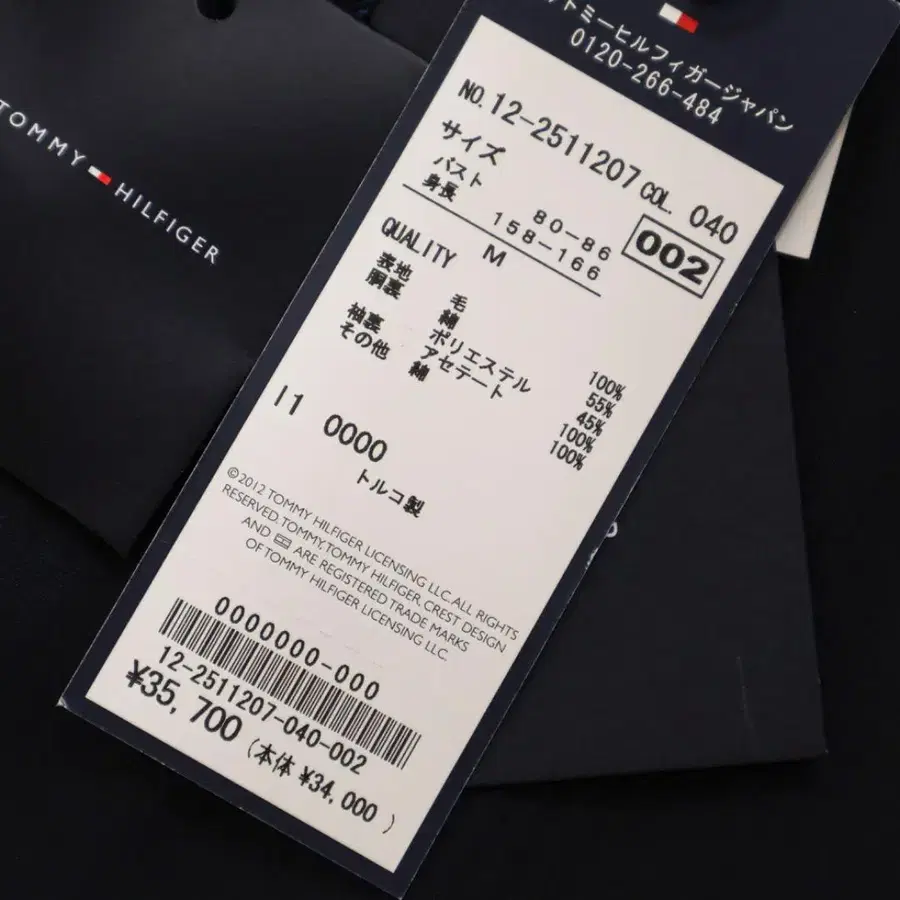 TOMMY HILFIGER
トミーヒルフィガージャパン
0120-266-484
NO. 12-2511207 COL. 040
サイズ
バスト 80-86 002
身長 158-166
M
QUALITY
表地 毛 100%
胴裏 綿 55%
ポリエステル 45%
袖裏 アセテート 100%
その他 綿 100%
11 0000
トルコ製
©2012 TOMMY HILFIGER LICENSING LLC. ALL RIGHTS
RESERVED. TOMMY, TOMMY HILFIGER, CREST DESIGN
AND ARE REGISTERED TRADE MARKS
OF TOMMY HILFIGER LICENSING LLC.
0000000-000
12-2511207-040-002
¥35,700
(本体 ¥34,000)